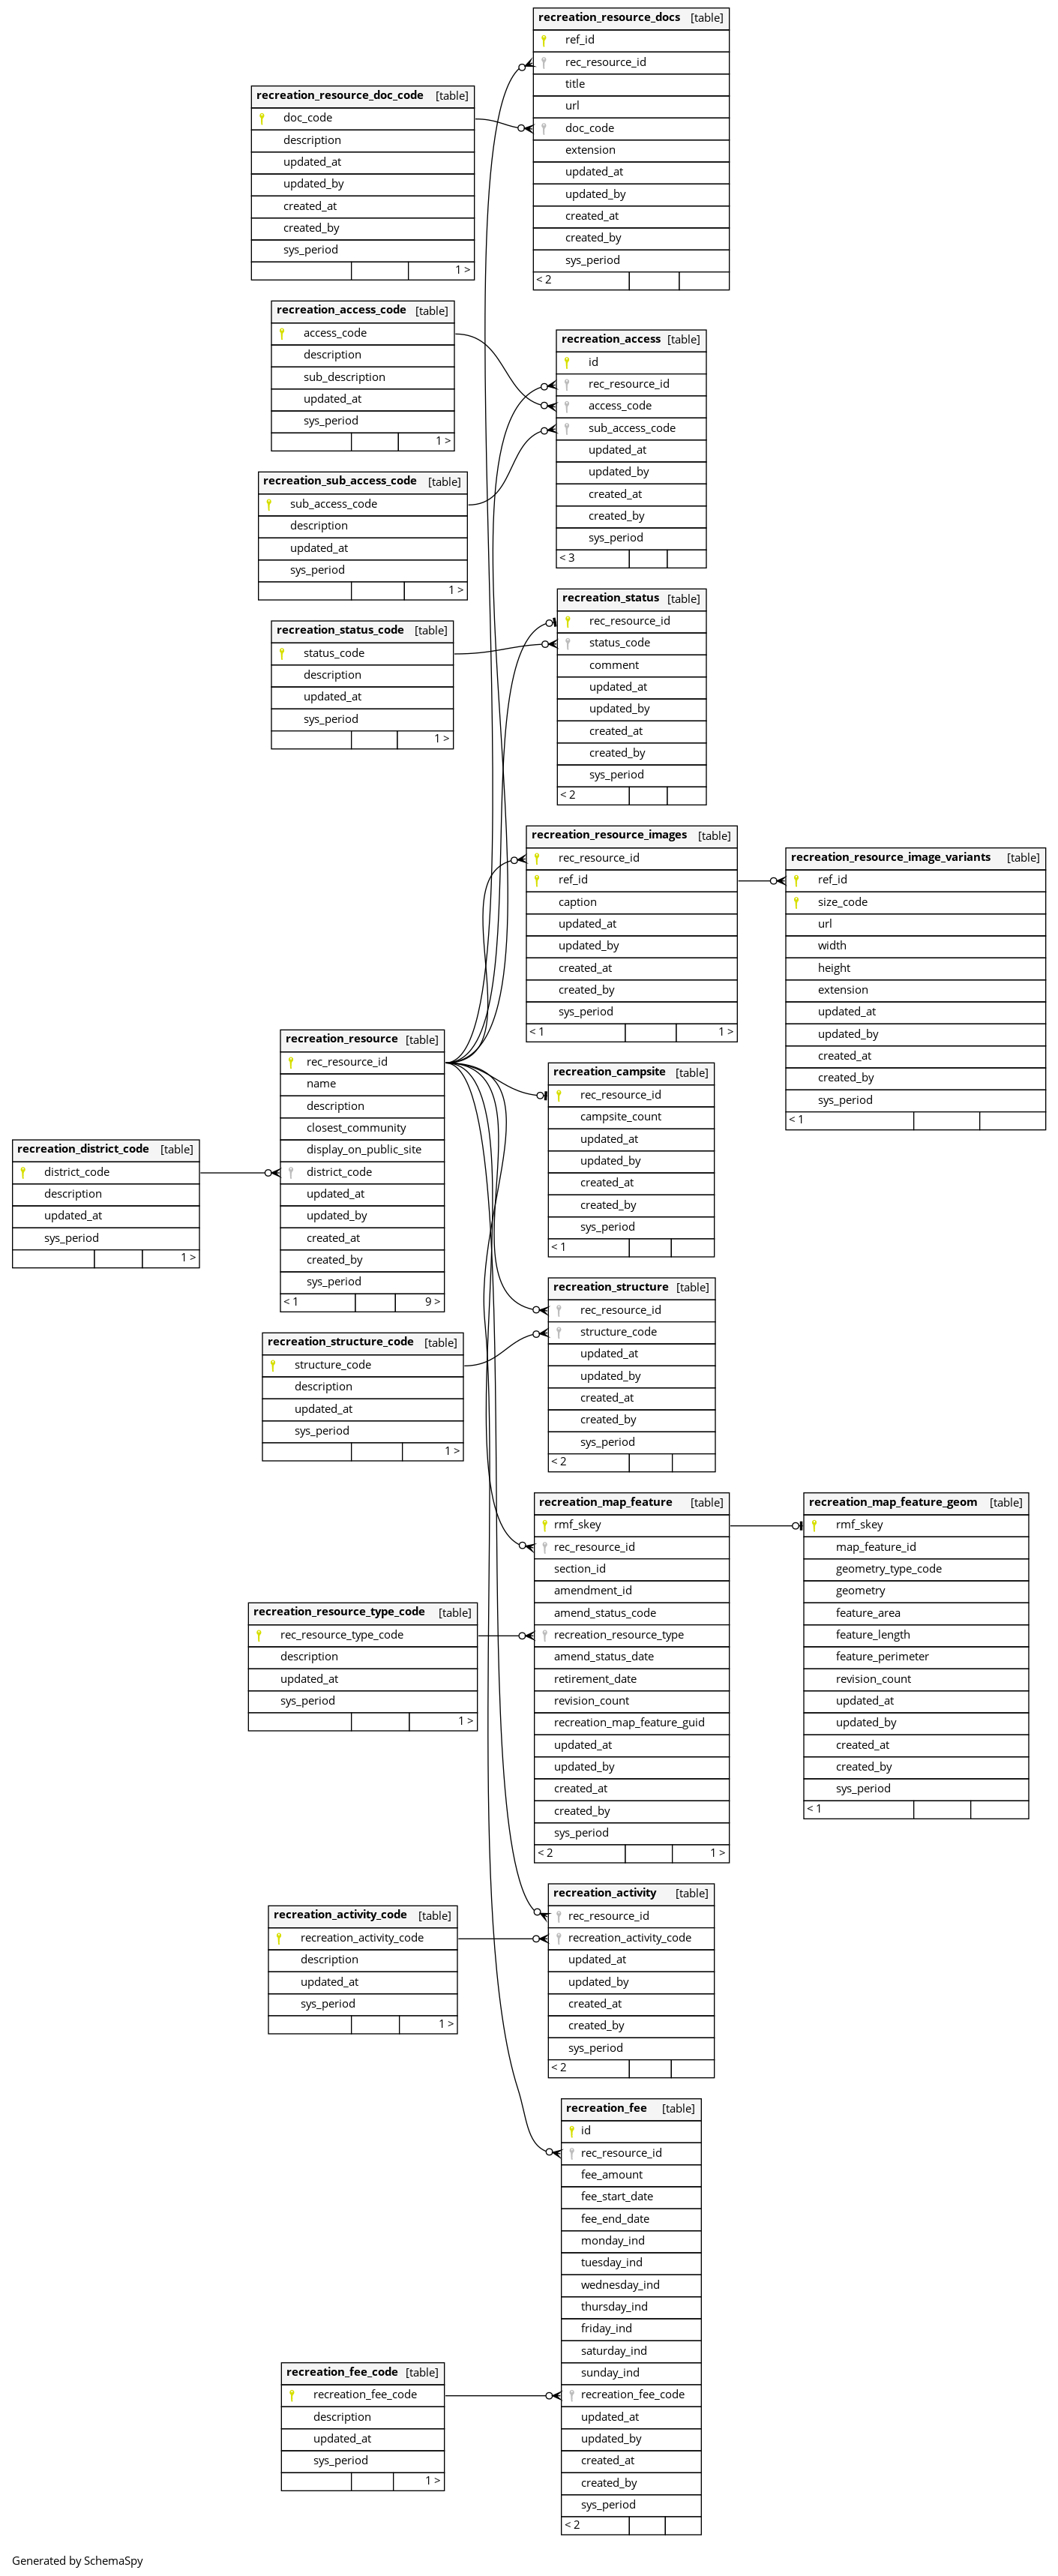 recreation_resource_docs [table]
ref_id
rec_resource_id
title
url
doc_code
extension
updated_at
updated_by
created_at
created_by
sys_period
< 2
recreation_resource_doc_code [table]
doc_code
description
updated_at
updated_by
created_at
created_by
sys_period
1 >
recreation_access_code [table]
access_code
description
sub_description
updated_at
sys_period
1 >
recreation_access [table]
id
rec_resource_id
access_code
sub_access_code
updated_at
updated_by
created_at
created_by
sys_period
< 3
recreation_sub_access_code [table]
sub_access_code
description
updated_at
sys_period
1 >
recreation_status [table]
rec_resource_id
status_code
comment
updated_at
updated_by
created_at
created_by
sys_period
< 2
recreation_status_code [table]
status_code
description
updated_at
sys_period
1 >
recreation_resource_images [table]
rec_resource_id
ref_id
caption
updated_at
updated_by
created_at
created_by
sys_period
< 1 1 >
recreation_resource_image_variants [table]
ref_id
size_code
url
width
height
extension
updated_at
updated_by
created_at
created_by
sys_period
< 1
recreation_resource [table]
rec_resource_id
name
description
closest_community
display_on_public_site
district_code
updated_at
updated_by
created_at
created_by
sys_period
< 1 9 >
recreation_campsite [table]
rec_resource_id
campsite_count
updated_at
updated_by
created_at
created_by
sys_period
< 1
recreation_district_code [table]
district_code
description
updated_at
sys_period
1 >
recreation_structure [table]
rec_resource_id
structure_code
updated_at
updated_by
created_at
created_by
sys_period
< 2
recreation_structure_code [table]
structure_code
description
updated_at
sys_period
1 >
recreation_map_feature [table]
rmf_skey
rec_resource_id
section_id
amendment_id
amend_status_code
recreation_resource_type
amend_status_date
retirement_date
revision_count
recreation_map_feature_guid
updated_at
updated_by
created_at
created_by
sys_period
< 2 1 >
recreation_map_feature_geom [table]
rmf_skey
map_feature_id
geometry_type_code
geometry
feature_area
feature_length
feature_perimeter
revision_count
updated_at
updated_by
created_at
created_by
sys_period
< 1
recreation_resource_type_code [table]
rec_resource_type_code
description
updated_at
sys_period
1 >
recreation_activity [table]
rec_resource_id
recreation_activity_code
updated_at
updated_by
created_at
created_by
sys_period
< 2
recreation_activity_code [table]
recreation_activity_code
description
updated_at
sys_period
1 >
recreation_fee [table]
id
rec_resource_id
fee_amount
fee_start_date
fee_end_date
monday_ind
tuesday_ind
wednesday_ind
thursday_ind
friday_ind
saturday_ind
sunday_ind
recreation_fee_code
updated_at
updated_by
created_at
created_by
sys_period
< 2
recreation_fee_code [table]
recreation_fee_code
description
updated_at
sys_period
1 >
Generated by SchemaSpy